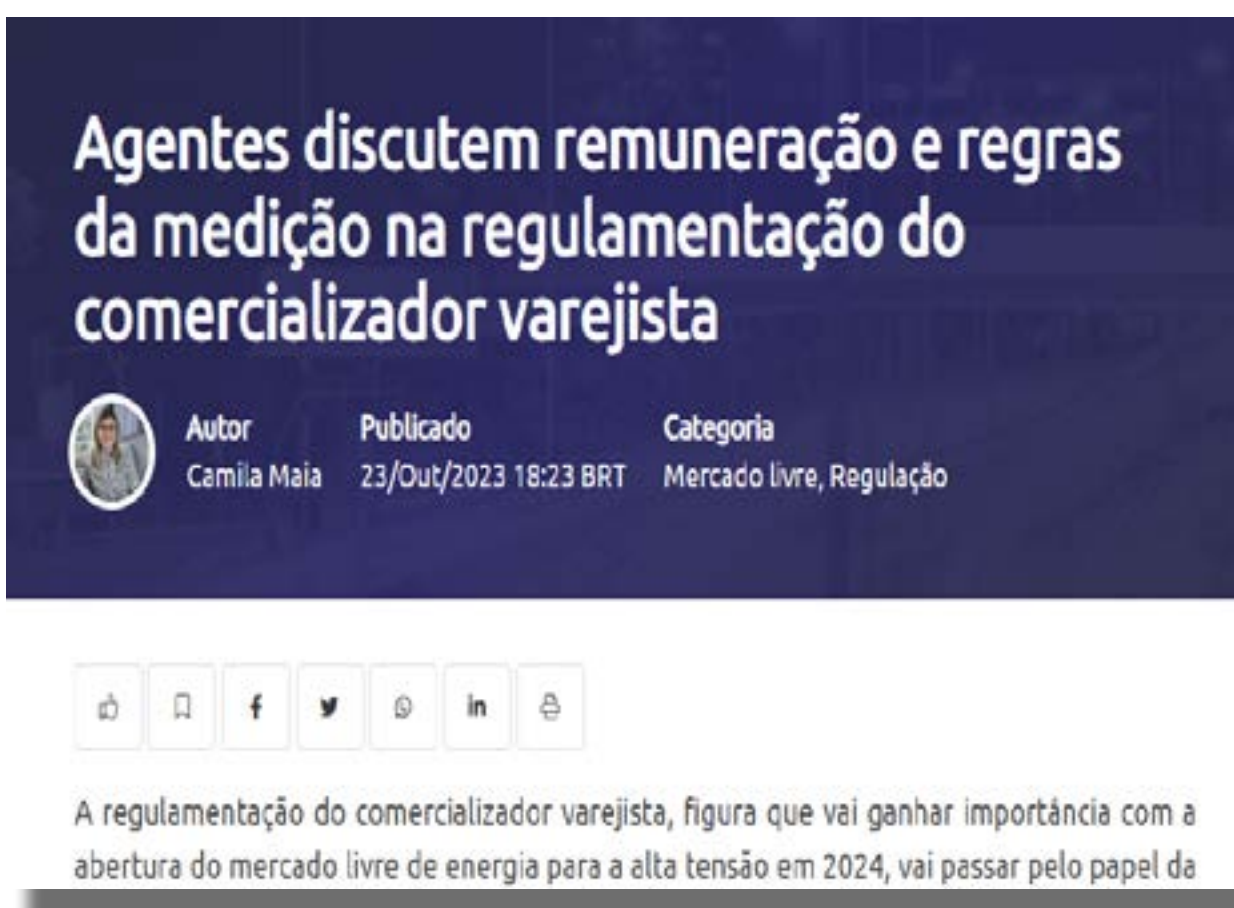 Agentes discutem remuneração e regras
da medição na regulamentação do
comercializador varejista
Autor
Camila Maia
Publicado
23/Out/2023 18:23 BRT
Categoria
Mercado livre, Regulação
A regulamentação do comercializador varejista, figura que vai ganhar importância com a
abertura do mercado livre de energia para a alta tensão em 2024, vai passar pelo papel da